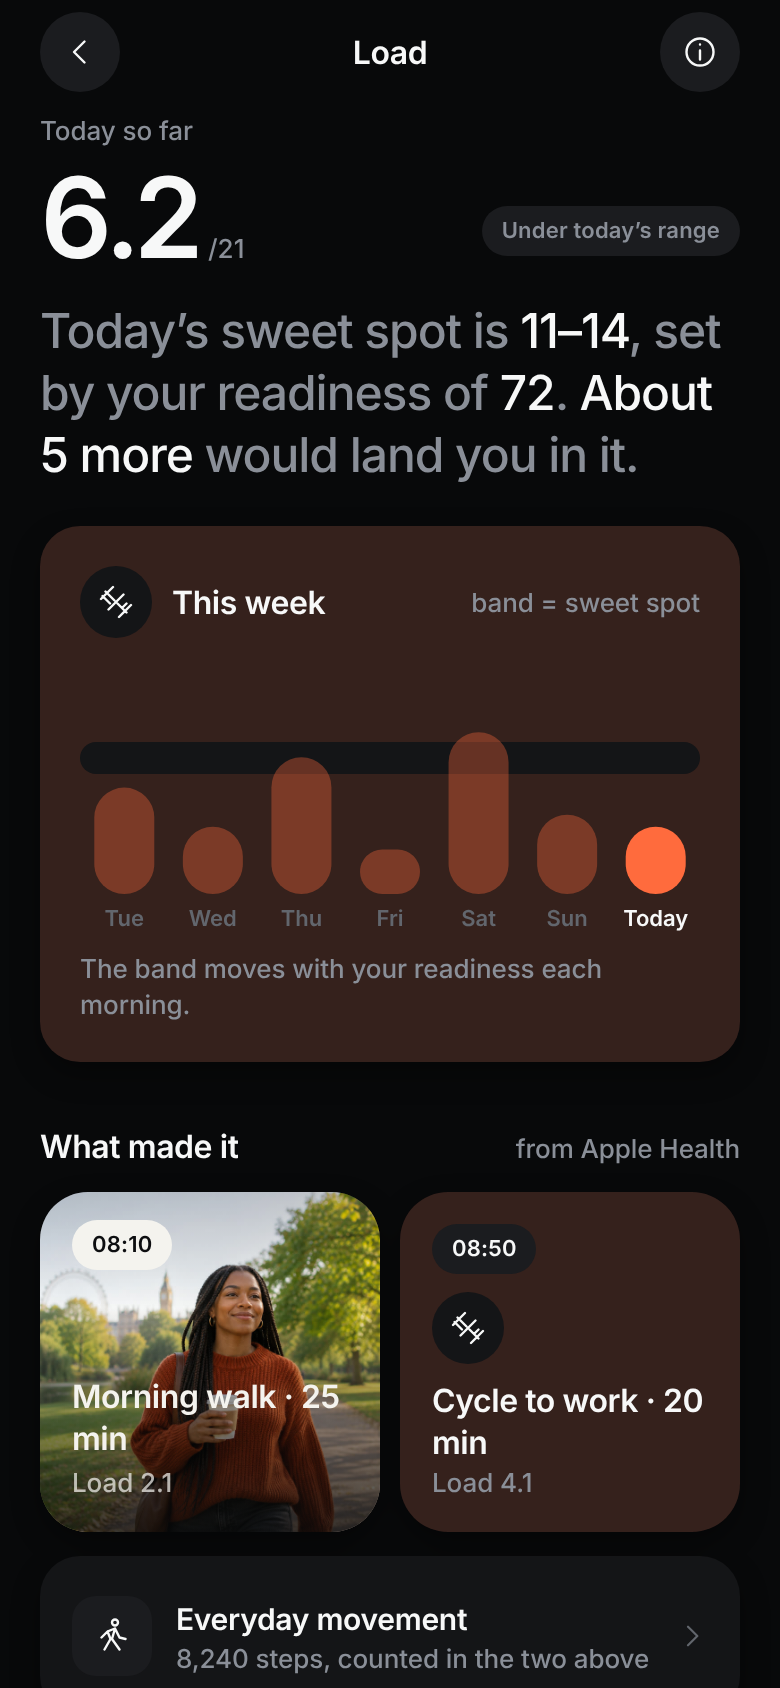 Load
Today so far
6.2 /21
Under today’s range
Today’s sweet spot is 11–14, set
by your readiness of 72. About
5 more would land you in it.
This week
band = sweet spot
Tue Wed Thu Fri Sat Sun Today
The band moves with your readiness each
morning.
What made it
from Apple Health
08:10
Morning walk · 25
min
Load 2.1
08:50
Cycle to work · 20
min
Load 4.1
Everyday movement
8,240 steps, counted in the two above